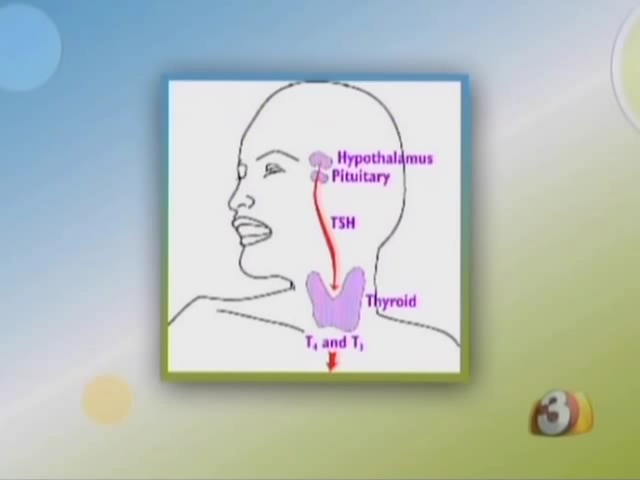 Hypothalamus
Pituitary
TSH
Thyroid
T₄ and T₃
3